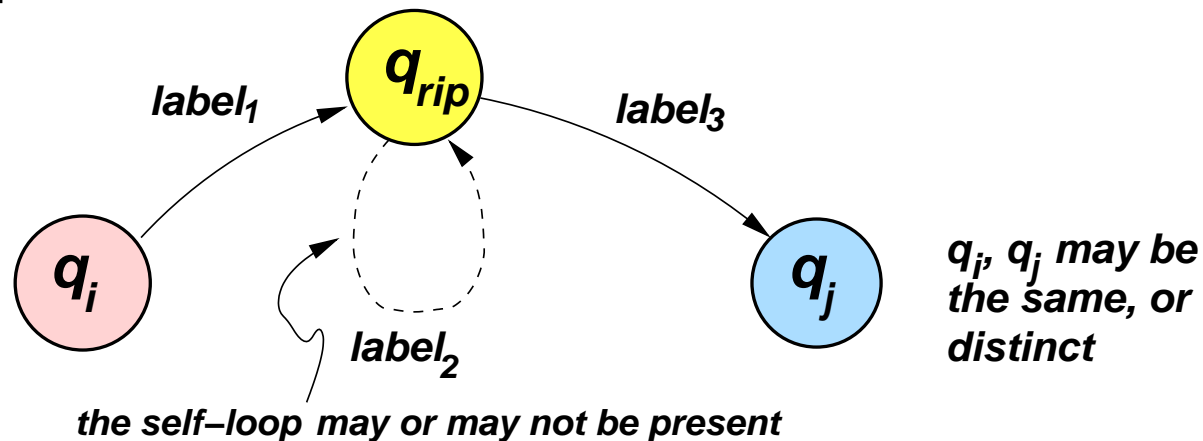 q_rip
label_1
label_3
q_i
q_j
q_i, q_j may be
the same, or
distinct
label_2
the self–loop may or may not be present